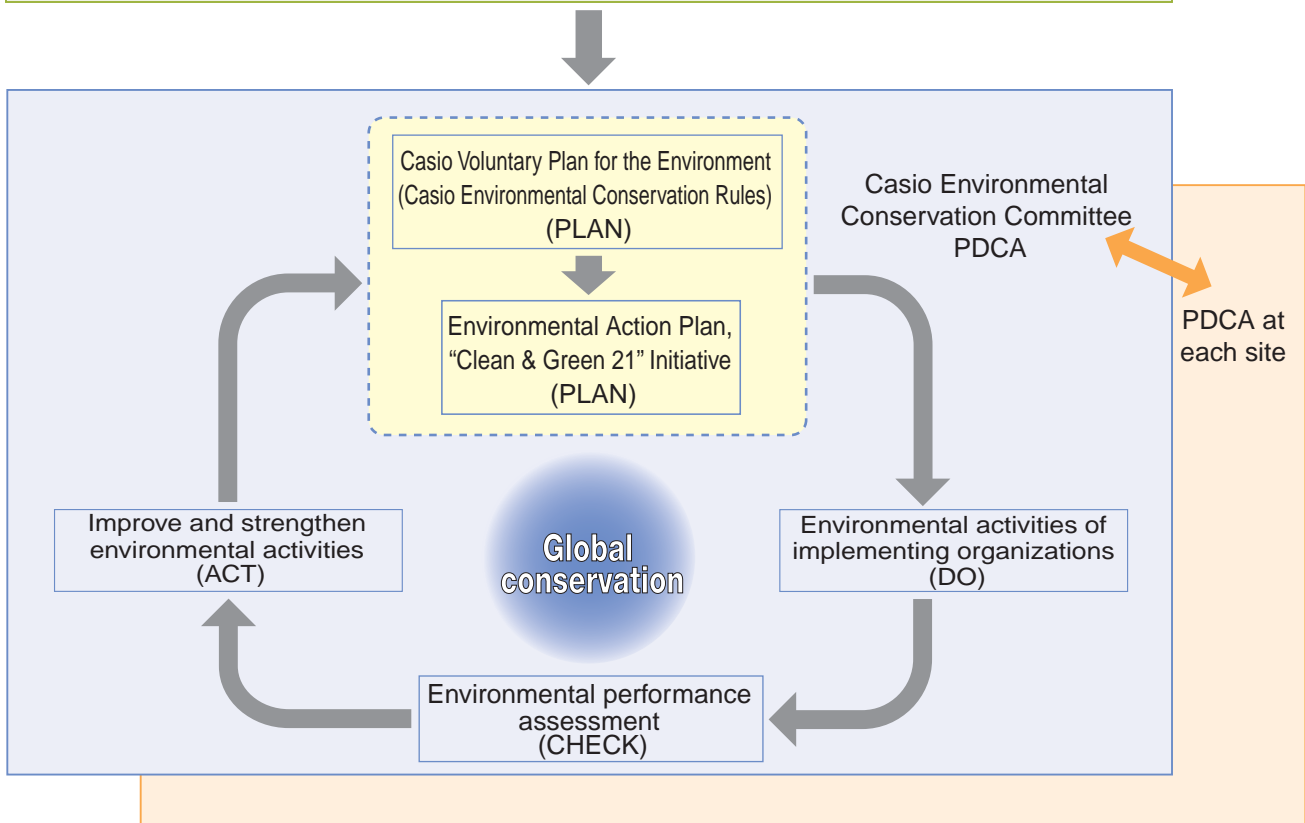 Casio Voluntary Plan for the Environment
(Casio Environmental Conservation Rules)
(PLAN)
Environmental Action Plan,
“Clean & Green 21” Initiative
(PLAN)
Casio Environmental
Conservation Committee
PDCA
PDCA at
each site
Environmental activities of
implementing organizations
(DO)
Environmental performance
assessment
(CHECK)
Improve and strengthen
environmental activities
(ACT)
Global
conservation